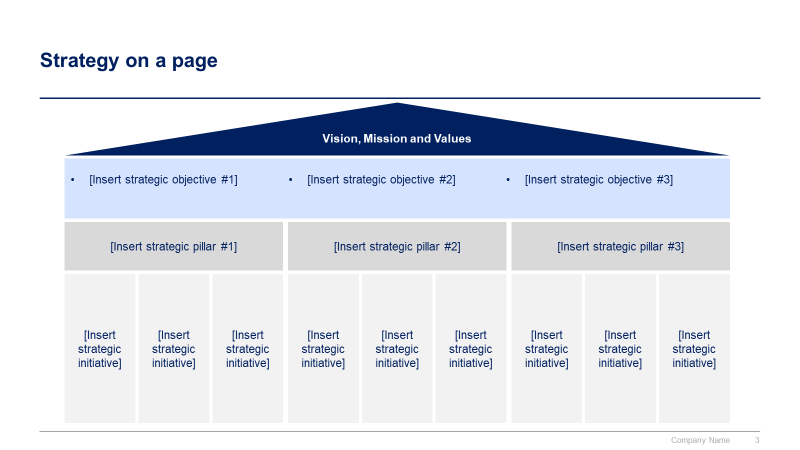 Strategy on a page
Vision, Mission and Values
• [Insert strategic objective #1]
• [Insert strategic objective #2]
• [Insert strategic objective #3]
[Insert strategic pillar #1]
[Insert strategic pillar #2]
[Insert strategic pillar #3]
[Insert
strategic
initiative]
[Insert
strategic
initiative]
[Insert
strategic
initiative]
[Insert
strategic
initiative]
[Insert
strategic
initiative]
[Insert
strategic
initiative]
[Insert
strategic
initiative]
[Insert
strategic
initiative]
[Insert
strategic
initiative]
Company Name 3